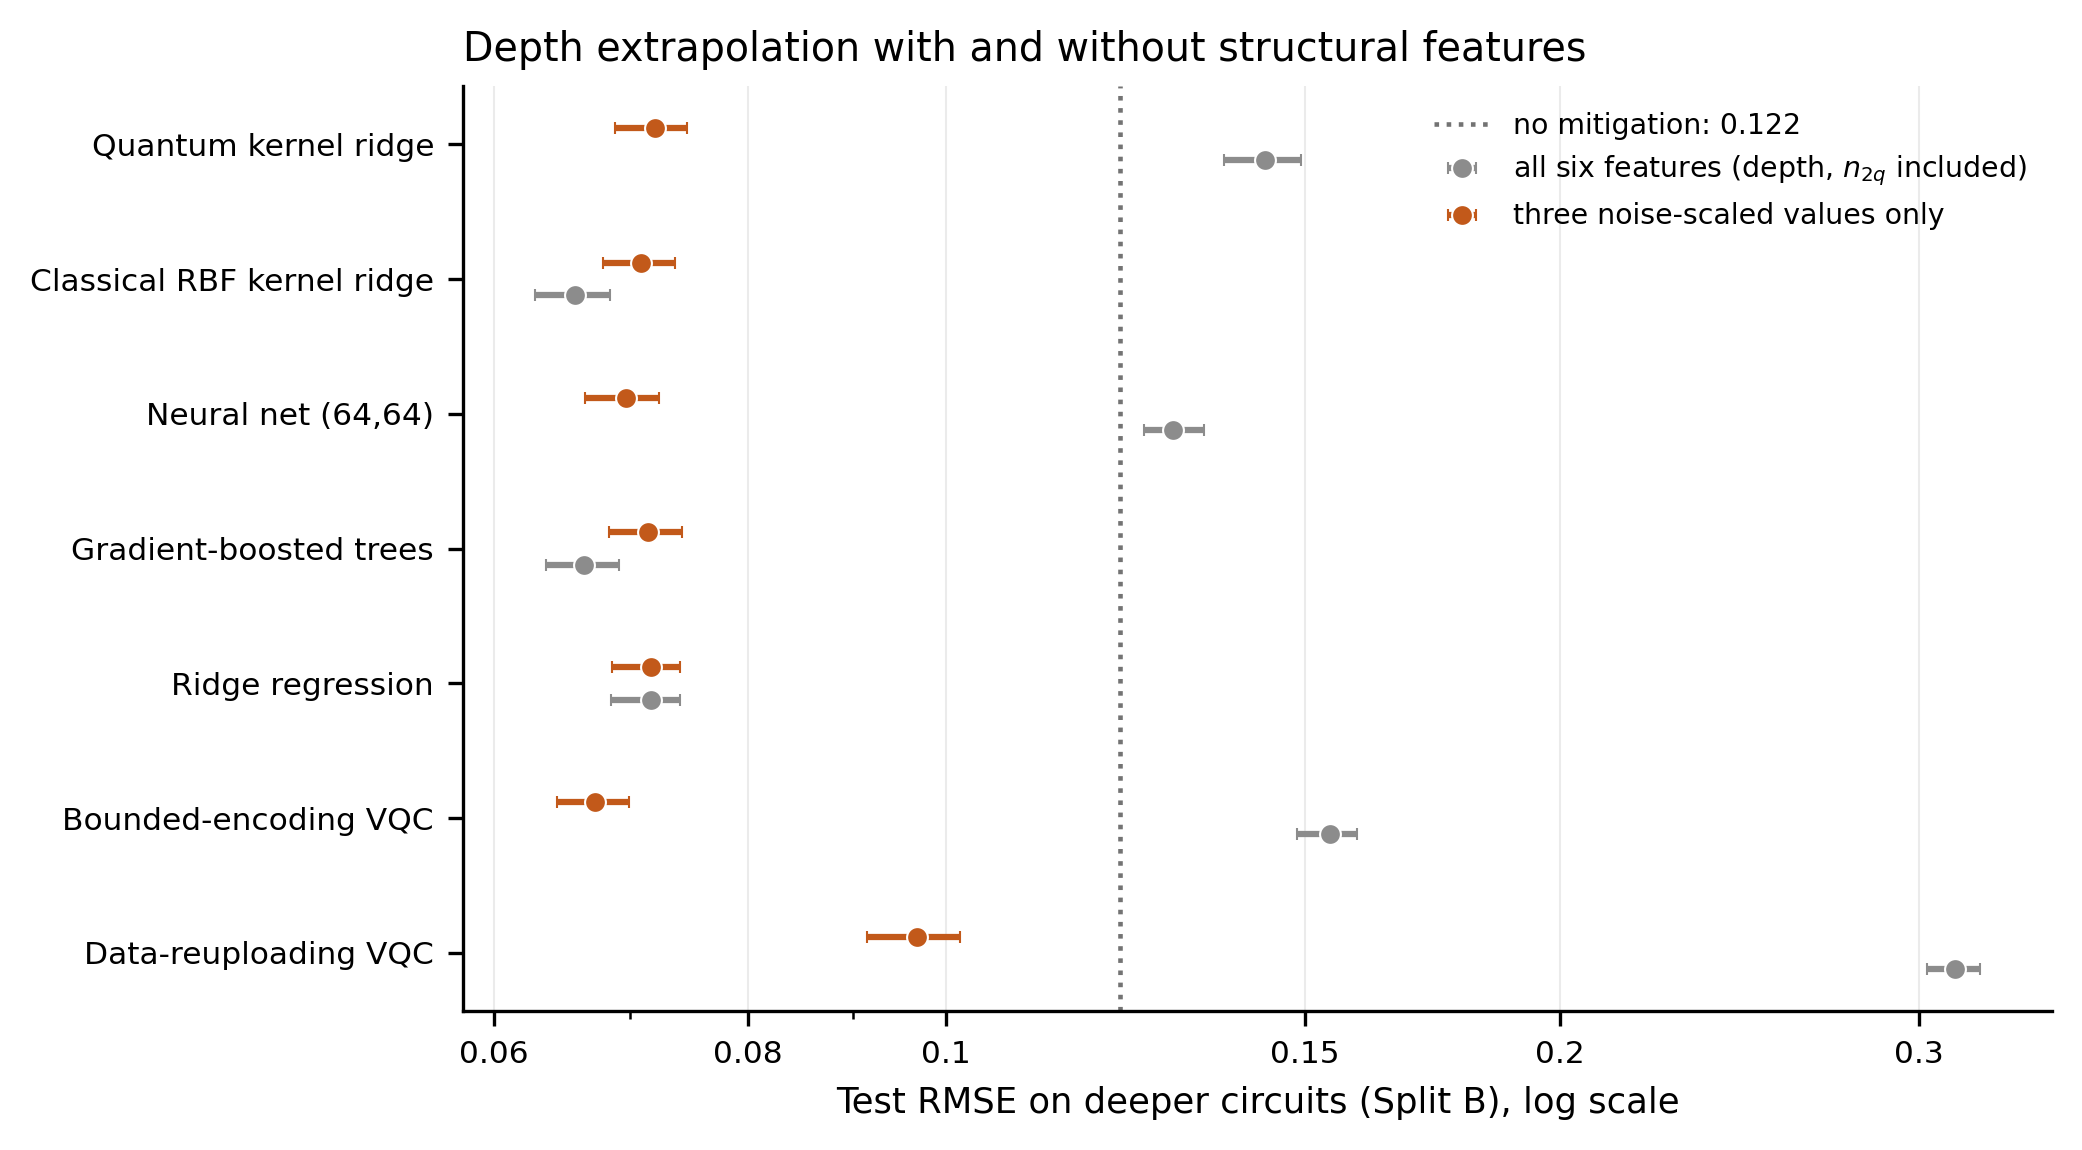 Depth extrapolation with and without structural features
no mitigation: 0.122
all six features (depth, n2q included)
three noise-scaled values only
Quantum kernel ridge
Classical RBF kernel ridge
Neural net (64,64)
Gradient-boosted trees
Ridge regression
Bounded-encoding VQC
Data-reuploading VQC
0.06 0.08 0.1 0.15 0.2 0.3
Test RMSE on deeper circuits (Split B), log scale